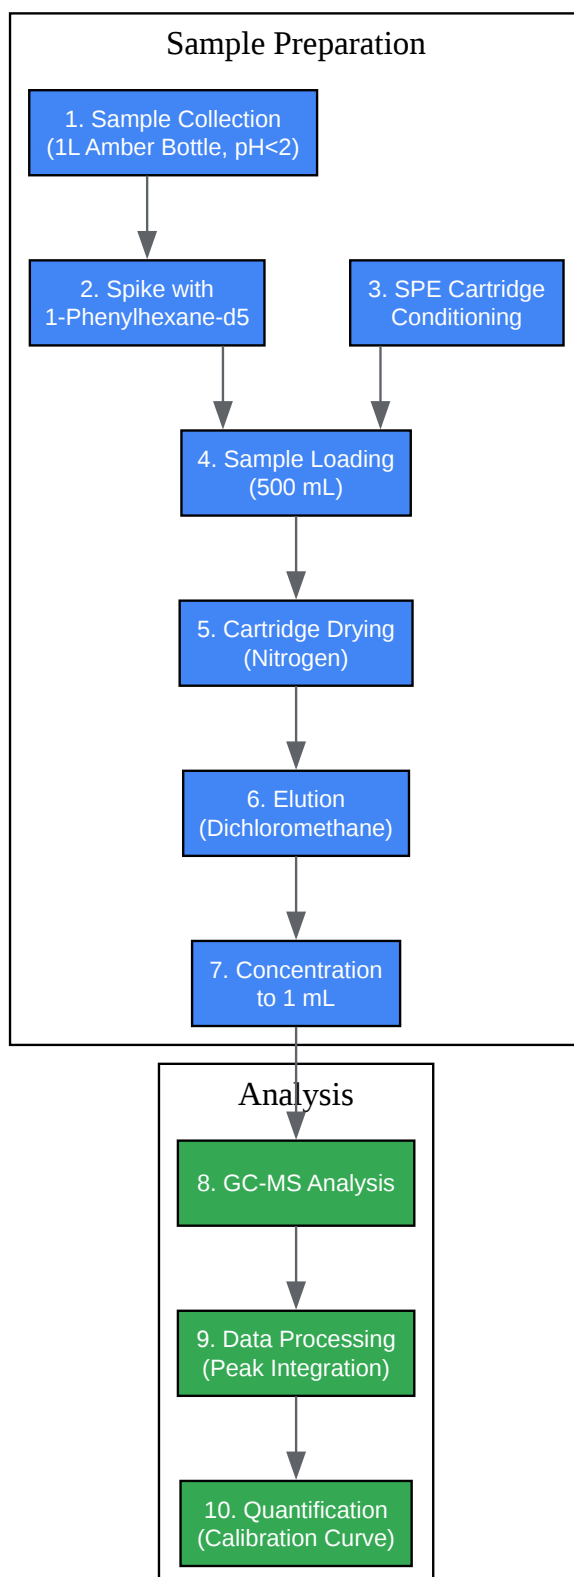 Sample Preparation
1. Sample Collection
(1L Amber Bottle, pH<2)
2. Spike with
1-Phenylhexane-d5
3. SPE Cartridge
Conditioning
4. Sample Loading
(500 mL)
5. Cartridge Drying
(Nitrogen)
6. Elution
(Dichloromethane)
7. Concentration
to 1 mL
Analysis
8. GC-MS Analysis
9. Data Processing
(Peak Integration)
10. Quantification
(Calibration Curve)